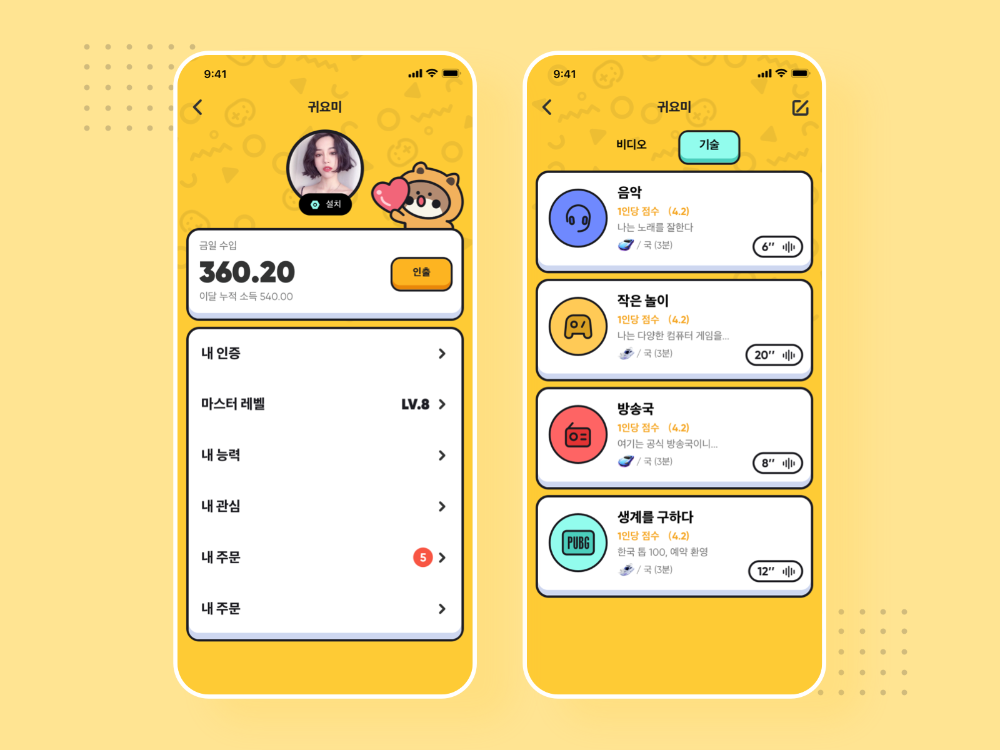 9:41
귀요미
설치
금일 수입
360.20
인출
이달 누적 소득 540.00
내 인증
마스터 레벨
LV.8
내 능력
내 관심
내 주문
5
내 주문
9:41
귀요미
비디오
기술
음악
1인당 점수 (4.2)
나는 노래를 잘한다
/ 국 (3분)
6′′
작은 놀이
1인당 점수 (4.2)
나는 다양한 컴퓨터 게임을...
/ 국 (3분)
20′′
방송국
1인당 점수 (4.2)
여기는 공식 방송국이니...
/ 국 (3분)
8′′
PUBG
생계를 구하다
1인당 점수 (4.2)
한국 톱 100, 예약 환영
/ 국 (3분)
12′′